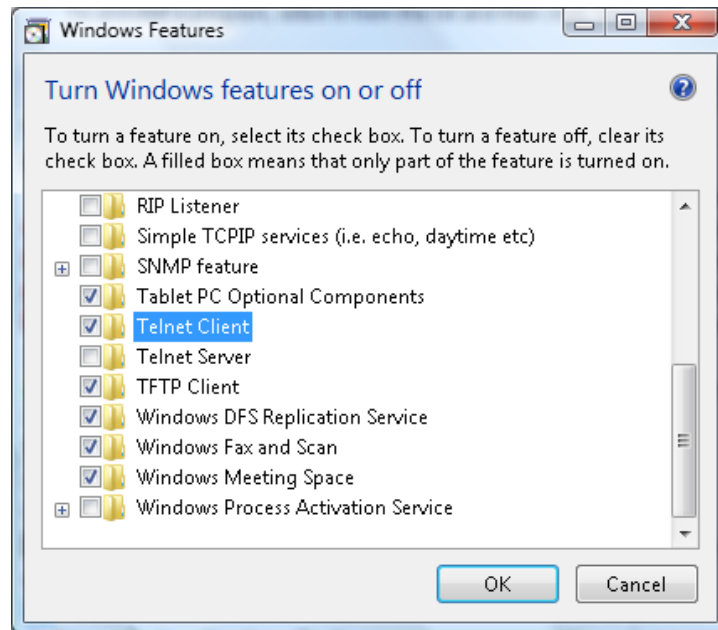 Windows Features
Turn Windows features on or off
To turn a feature on, select its check box. To turn a feature off, clear its
check box. A filled box means that only part of the feature is turned on.
RIP Listener
Simple TCPIP services (i.e. echo, daytime etc)
SNMP feature
Tablet PC Optional Components
Telnet Client
Telnet Server
TFTP Client
Windows DFS Replication Service
Windows Fax and Scan
Windows Meeting Space
Windows Process Activation Service
OK Cancel